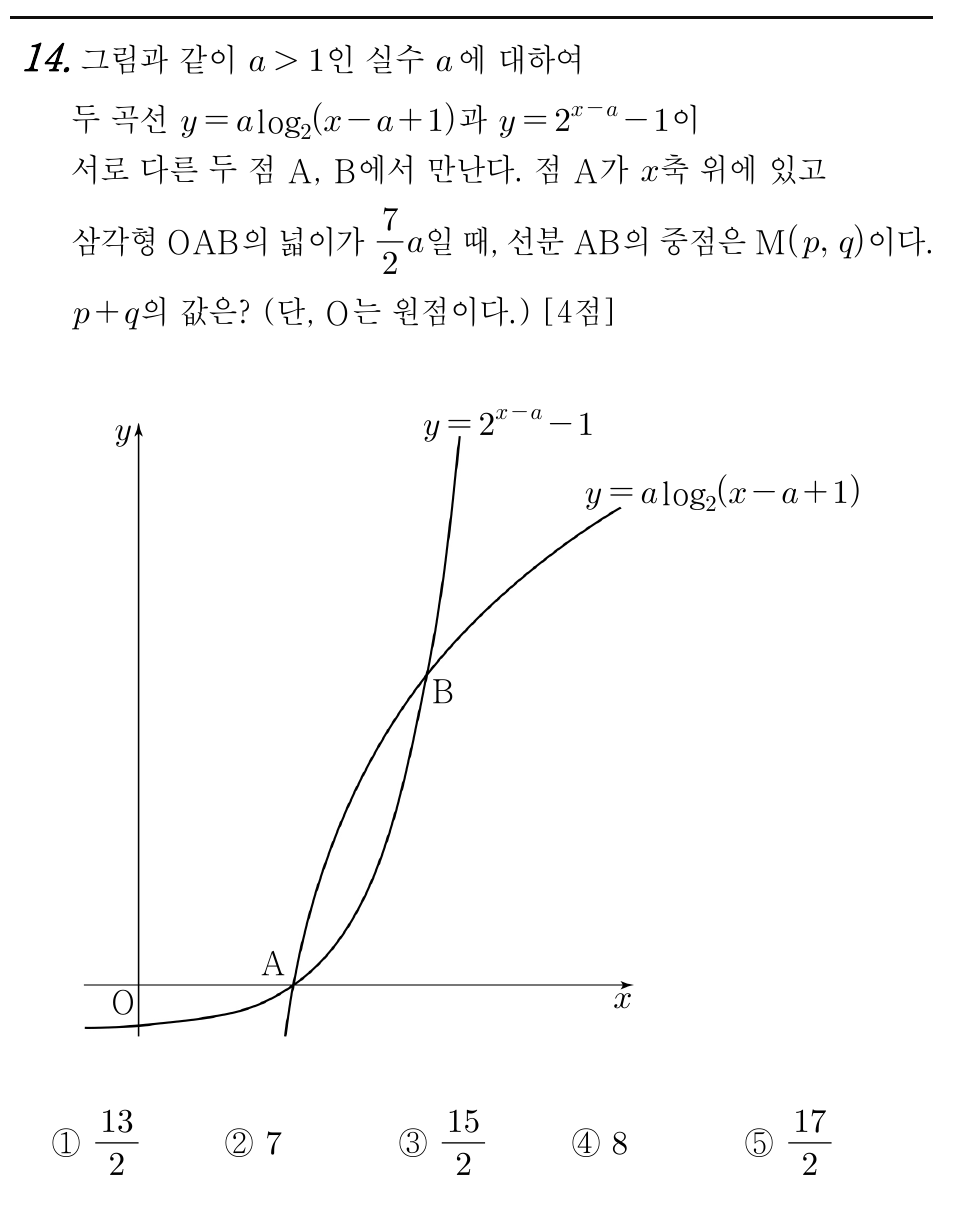 14. 그림과 같이 a > 1인 실수 a에 대하여
두 곡선 y = a log₂(x − a + 1)과 y = 2^{x−a} − 1이
서로 다른 두 점 A, B에서 만난다. 점 A가 x축 위에 있고
삼각형 OAB의 넓이가 7/2 a일 때, 선분 AB의 중점은 M(p, q)이다.
p + q의 값은? (단, O는 원점이다.) [4점]
y = 2^{x−a} − 1
y
y = a log₂(x − a + 1)
B
A
O
x
① 13/2 ② 7 ③ 15/2 ④ 8 ⑤ 17/2